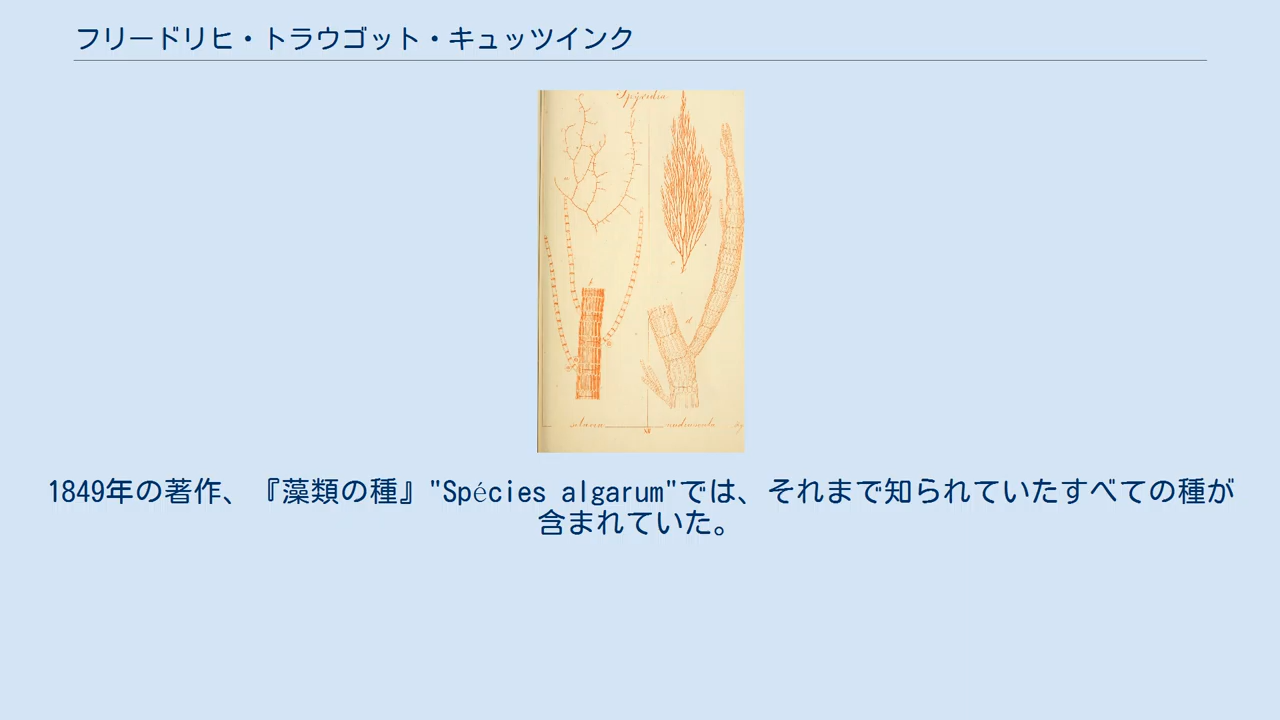 フリードリヒ・トラウゴット・キュッツインク
Spyridia
1849年の著作、『藻類の種』"Spécies algarum"では、それまで知られていたすべての種が
含まれていた。